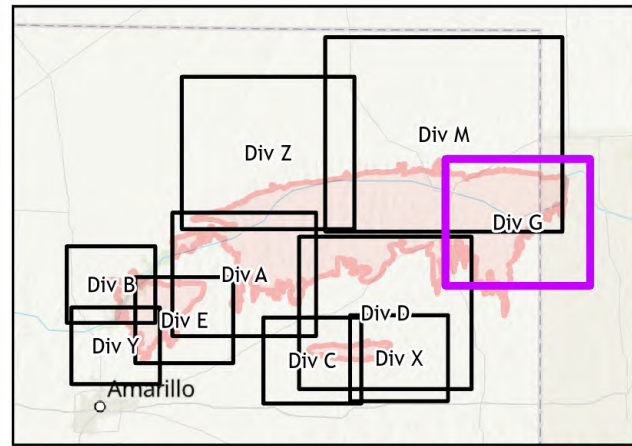 Div M
Div Z
Div G
Div A
Div B
Div D
Div E
Div Y
Div C
Div X
Amarillo